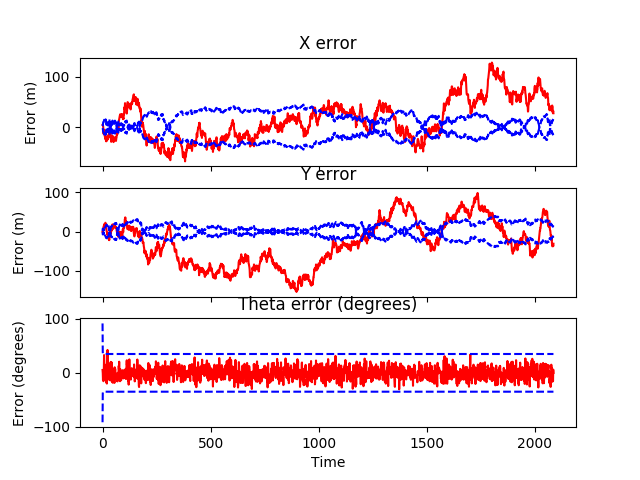 X error
Error (m)
100
0
Y error
Error (m)
100
0
−100
Theta error (degrees)
Error (degrees)
100
0
−100
0 500 1000 1500 2000
Time